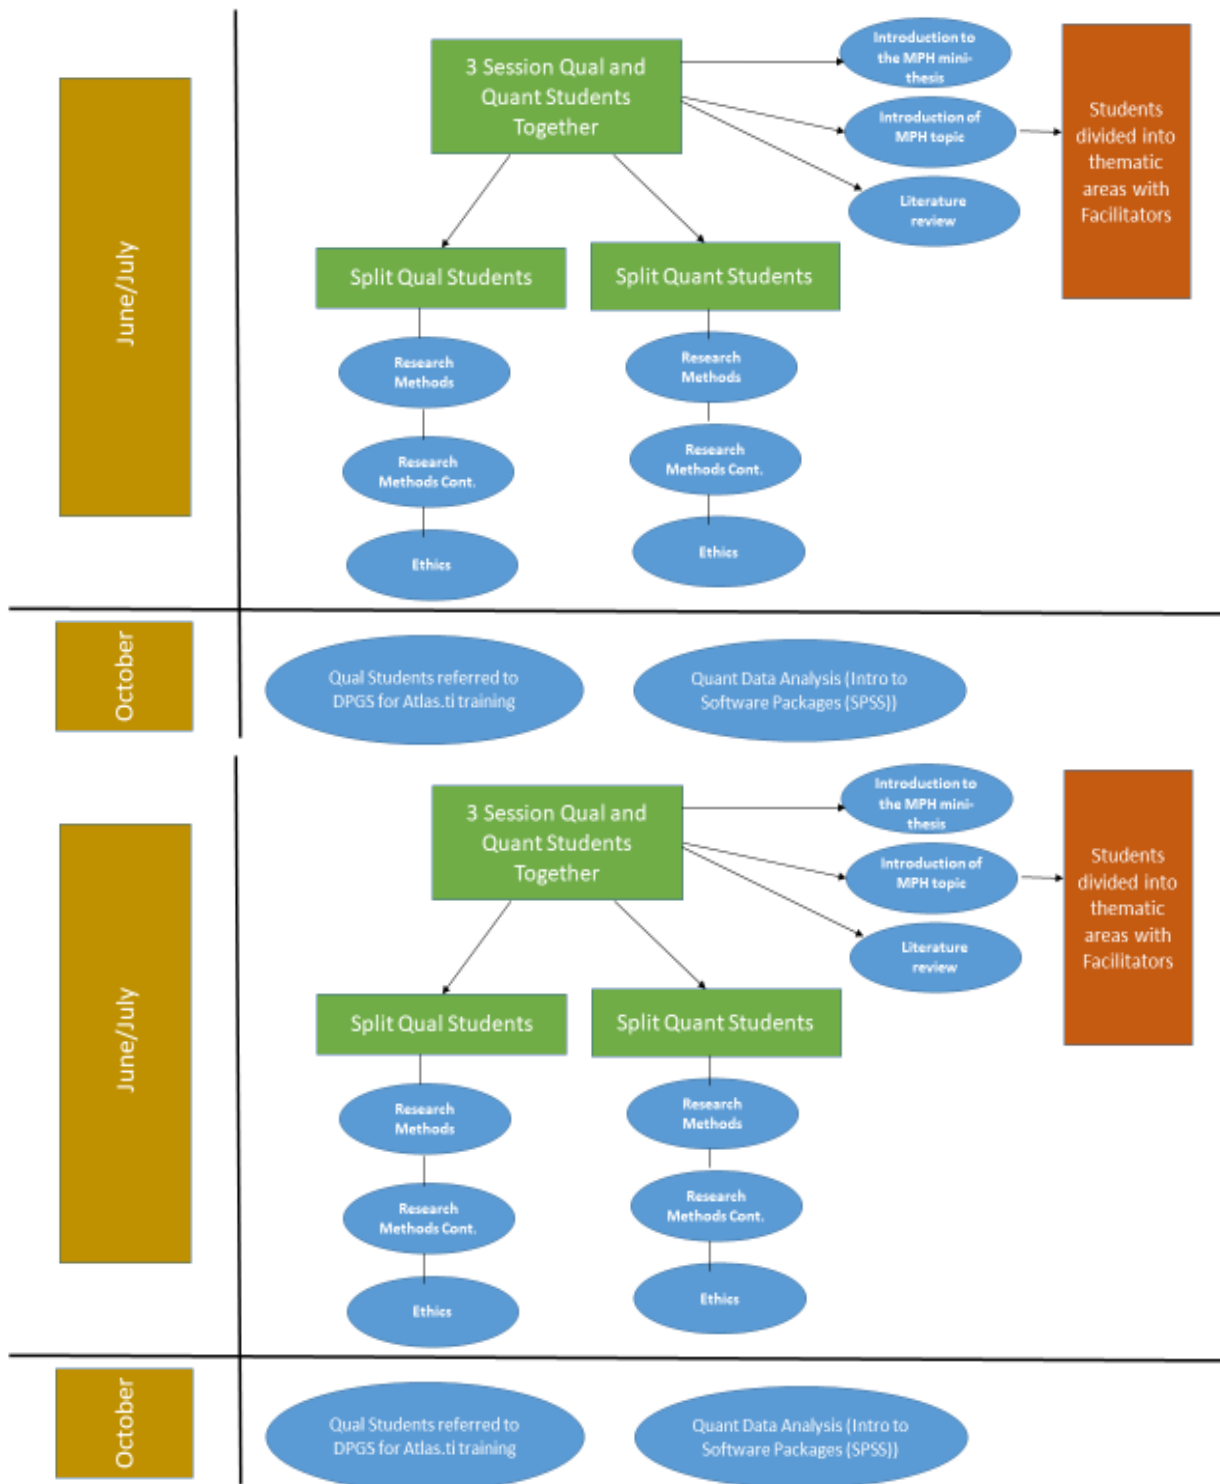 June/July
3 Session Qual and
Quant Students
Together
Introduction to
the MPH mini-
thesis
Introduction of
MPH topic
Literature
review
Students
divided into
thematic
areas with
Facilitators
Split Qual Students
Split Quant Students
Research
Methods
Research
Methods Cont.
Ethics
Research
Methods
Research
Methods Cont.
Ethics
October
Qual Students referred to
DPGS for Atlas.ti training
Quant Data Analysis (Intro to
Software Packages (SPSS))
June/July
3 Session Qual and
Quant Students
Together
Introduction to
the MPH mini-
thesis
Introduction of
MPH topic
Literature
review
Students
divided into
thematic
areas with
Facilitators
Split Qual Students
Split Quant Students
Research
Methods
Research
Methods Cont.
Ethics
Research
Methods
Research
Methods Cont.
Ethics
October
Qual Students referred to
DPGS for Atlas.ti training
Quant Data Analysis (Intro to
Software Packages (SPSS))